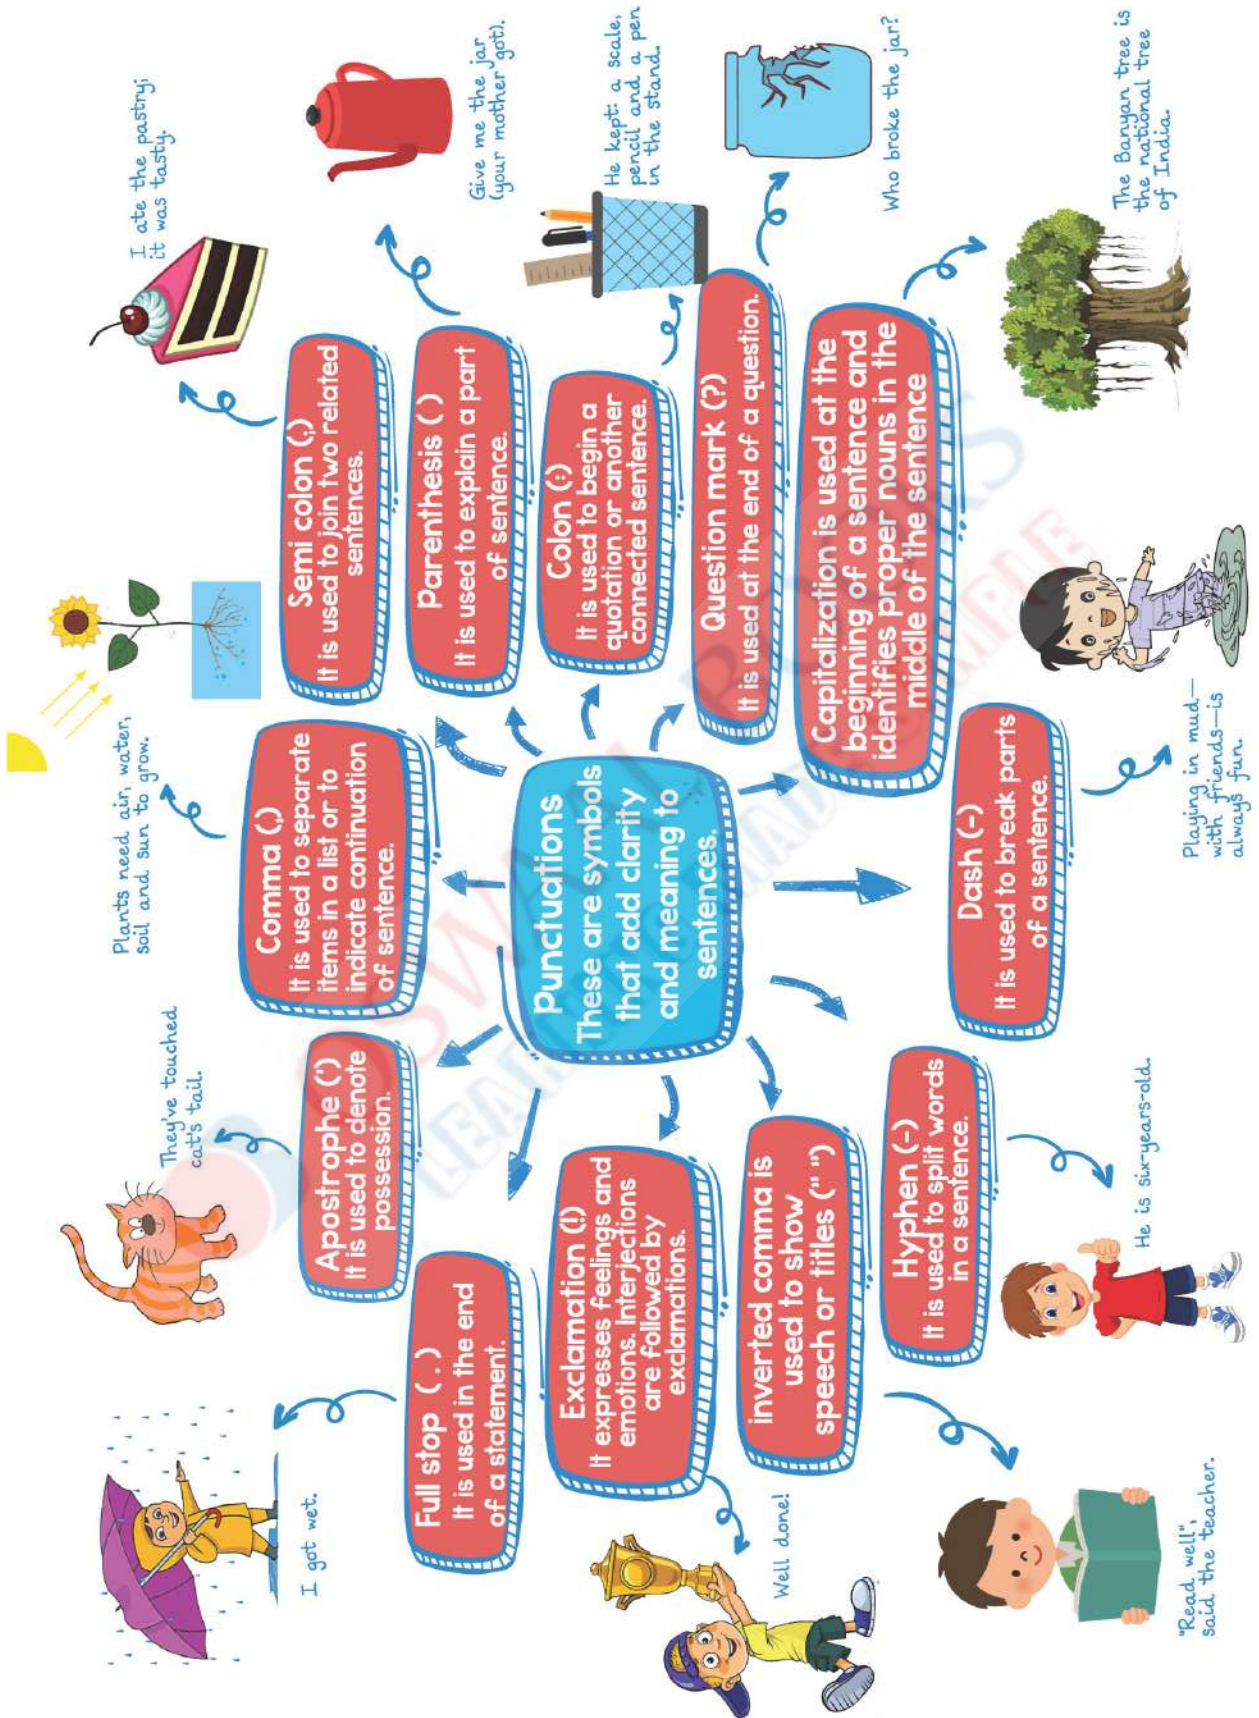 Punctuations
These are symbols
that add clarity
and meaning to
sentences.
Full stop ( . )
It is used in the end
of a statement.
I got wet.
Apostrophe (')
It is used to denote
possession.
They've touched
cat's tail.
Comma (,)
It is used to separate
items in a list or to
indicate continuation
of sentence.
Plants need air, water,
soil and sun to grow.
Semi colon (;)
It is used to join two related
sentences.
I ate the pastry;
it was tasty.
Parenthesis ( )
It is used to explain a part
of sentence.
Give me the jar
(your mother got).
Colon (:)
It is used to begin a
quotation or another
connected sentence.
He kept: a scale,
pencil and a pen
in the stand.
Question mark (?)
It is used at the end of a question.
Who broke the jar?
Capitalization is used at the
beginning of a sentence and
identifies proper nouns in the
middle of the sentence
The Banyan tree is
the national tree
of India.
Dash (–)
It is used to break parts
of a sentence.
Playing in mud—
with friends—is
always fun.
Hyphen (-)
It is used to split words
in a sentence.
He is six-years-old.
inverted comma is
used to show
speech or titles (" ")
"Read well",
said the teacher.
Exclamation (!)
It expresses feelings and
emotions. Interjections
are followed by
exclamations.
Well done!
OSWAAL BOOKS
LEARNING MADE SIMPLE